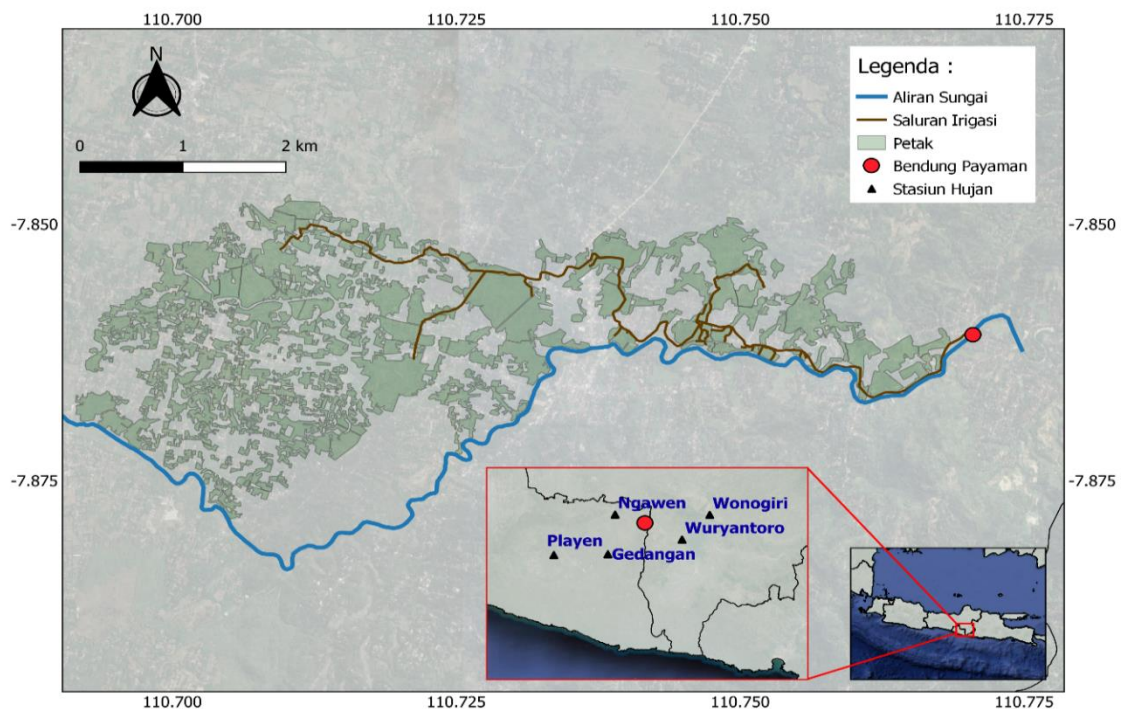 110.700 110.725 110.750 110.775
N
0 1 2 km
Legenda :
Aliran Sungai
Saluran Irigasi
Petak
Bendung Payaman
Stasiun Hujan
-7.850 -7.850
-7.875 -7.875
Ngawen Wonogiri
Wuryantoro
Playen
Gedangan
110.700 110.725 110.750 110.775